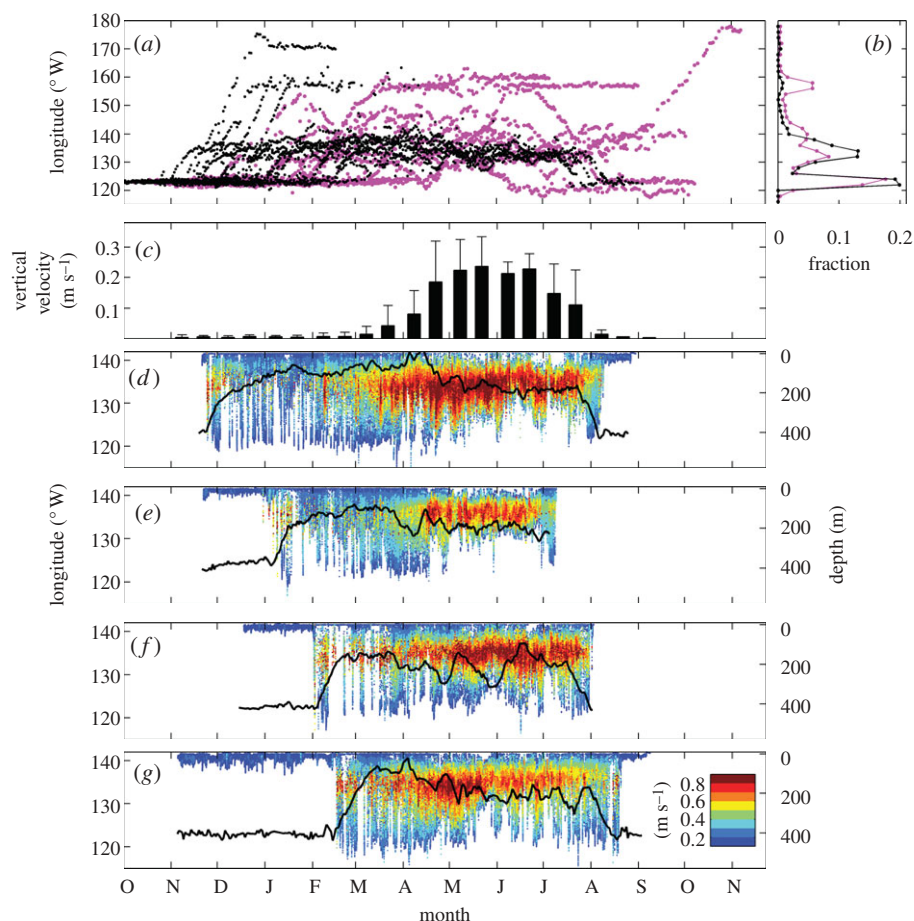 180
170
160
150
140
130
120
longitude (° W)
(a)
(b)
0
0.1
0.2
fraction
0.3
0.2
0.1
vertical
velocity
(m s⁻¹)
(c)
140
130
120
(d)
0
200
400
longitude (° W)
140
130
120
(e)
0
200
400
depth (m)
140
130
120
(f)
0
200
400
140
130
120
(g)
0
200
400
(m s⁻¹)
0.8
0.6
0.4
0.2
O N D J F M A M J J A S O N
month